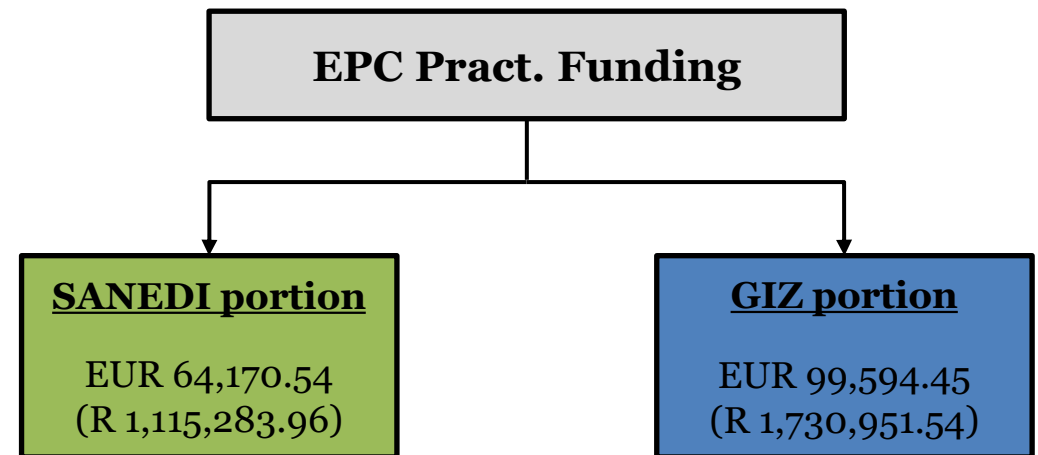 EPC Pract. Funding
SANEDI portion
EUR 64,170.54
(R 1,115,283.96)
GIZ portion
EUR 99,594.45
(R 1,730,951.54)